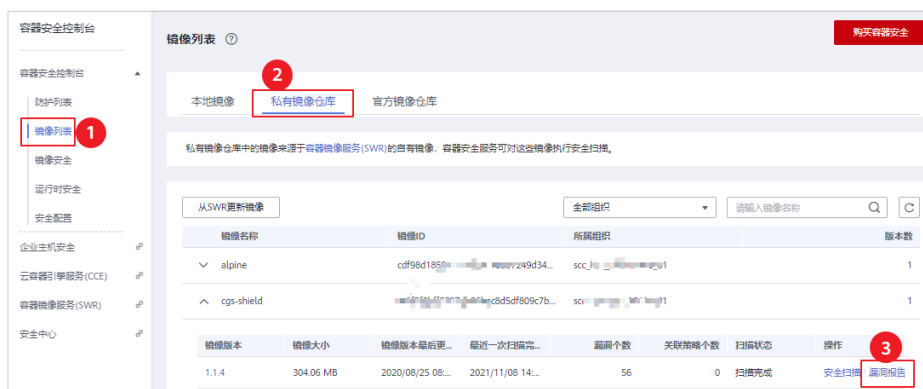 容器安全控制台
镜像列表
购买容器安全
容器安全控制台
防护列表
镜像列表 1
镜像安全
运行时安全
安全配置
企业主机安全
云容器引擎服务(CCE)
容器镜像服务(SWR)
安全中心
2
本地镜像 私有镜像仓库 官方镜像仓库
私有镜像仓库中的镜像来源于容器镜像服务(SWR)的自有镜像，容器安全服务可对这些镜像执行安全扫描。
从SWR更新镜像 全部组织 请输入镜像名称
镜像名称 镜像ID 所属组织 版本数
alpine 1
cgs-shield 1
镜像版本 镜像大小 镜像版本最后更... 最近一次扫描完... 漏洞个数 关联策略个数 扫描状态 操作
3
1.1.4 304.06 MB 2020/08/25 08:... 2021/11/08 14:... 56 0 扫描完成 安全扫描 漏洞报告